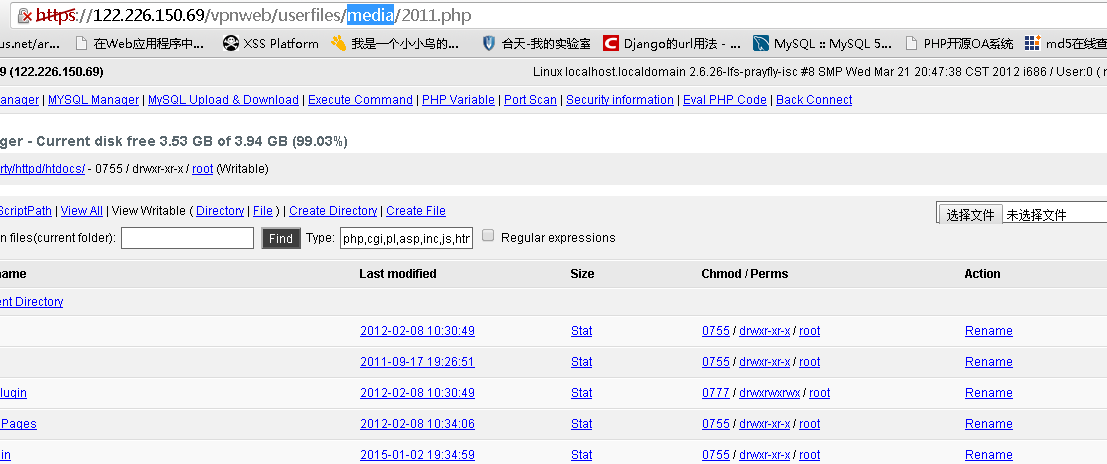 https://122.226.150.69/vpnweb/userfiles/media/2011.php
us.net/ar... 在Web应用程序中... XSS Platform 我是一个小小鸟的... 台天-我的实验室 Django的url用法 - ... MySQL :: MySQL 5... PHP开源OA系统 md5在线查
9 (122.226.150.69) Linux localhost.localdomain 2.6.26-lfs-prayfly-isc #8 SMP Wed Mar 21 20:47:38 CST 2012 i686 / User:0 ( r
anager | MYSQL Manager | MySQL Upload & Download | Execute Command | PHP Variable | Port Scan | Security information | Eval PHP Code | Back Connect
ger - Current disk free 3.53 GB of 3.94 GB (99.03%)
rty/httpd/htdocs/ - 0755 / drwxr-xr-x / root (Writable)
ScriptPath | View All | View Writable ( Directory | File ) | Create Directory | Create File 选择文件 未选择文件
n files(current folder): Find Type: php,cgi,pl,asp,inc,js,htr Regular expressions
name Last modified Size Chmod / Perms Action
ent Directory
2012-02-08 10:30:49 Stat 0755 / drwxr-xr-x / root Rename
2011-09-17 19:26:51 Stat 0755 / drwxr-xr-x / root Rename
lugin 2012-02-08 10:30:49 Stat 0777 / drwxrwxrwx / root Rename
Pages 2012-02-08 10:34:06 Stat 0755 / drwxr-xr-x / root Rename
in 2015-01-02 19:34:59 Stat 0755 / drwxr-xr-x / root Rename